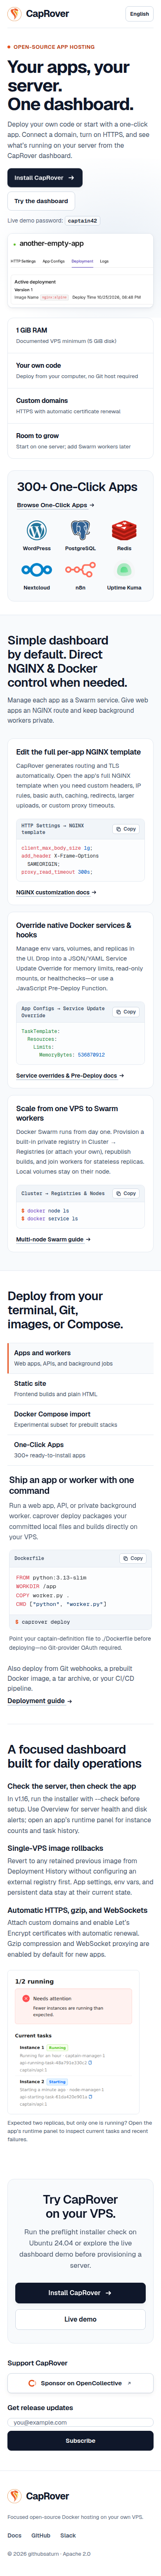 CapRover
English
OPEN-SOURCE APP HOSTING
Your apps, your
server.
One dashboard.
Deploy your own code or start with a one-click
app. Connect a domain, turn on HTTPS, and see
what's running on your server from the
CapRover dashboard.
Install CapRover →
Try the dashboard
Live demo password: captain42
another-empty-app
HTTP Settings App Configs Deployment Logs
Active deployment
Version 1
Image Name nginx:alpine Deploy Time 10/21/2026, 08:48 PM
1 GiB RAM
Documented VPS minimum (5 GiB disk)
Your own code
Deploy from your computer, no Git host required
Custom domains
HTTPS with automatic certificate renewal
Room to grow
Start on one server; add Swarm workers later
300+ One-Click Apps
Browse One-Click Apps →
WordPress PostgreSQL Redis
Nextcloud n8n Uptime Kuma
Simple dashboard
by default. Direct
NGINX & Docker
control when needed.
Manage each app as a Swarm service. Give web
apps an NGINX route and keep background
workers private.
Edit the full per-app NGINX template
CapRover generates routing and TLS
automatically. Open the app's full NGINX
template when you need custom headers, IP
rules, basic auth, caching, redirects, larger
uploads, or custom proxy timeouts.
HTTP Settings → NGINX
template
Copy
client_max_body_size 1g;
add_header X-Frame-Options
SAMEORIGIN;
proxy_read_timeout 300s;
NGINX customization docs →
Override native Docker services &
hooks
Manage env vars, volumes, and replicas in
the UI. Drop into a JSON/YAML Service
Update Override for memory limits, read-only
mounts, or healthchecks—or use a
JavaScript Pre-Deploy Function.
App Configs → Service Update
Override
Copy
TaskTemplate:
Resources:
Limits:
MemoryBytes: 536870912
Service overrides & Pre-Deploy docs →
Scale from one VPS to Swarm
workers
Docker Swarm runs from day one. Provision a
built-in private registry in Cluster →
Registries (or attach your own), republish
builds, and join workers for stateless replicas.
Local volumes stay on their node.
Cluster → Registries & Nodes
Copy
$ docker node ls
$ docker service ls
Multi-node Swarm guide →
Deploy from your
terminal, Git,
images, or Compose.
Apps and workers
Web apps, APIs, and background jobs
Static site
Frontend builds and plain HTML
Docker Compose import
Experimental subset for prebuilt stacks
One-Click Apps
300+ ready-to-install apps
Ship an app or worker with one
command
Run a web app, API, or private background
worker. caprover deploy packages your
committed local files and builds directly on
your VPS.
Dockerfile
Copy
FROM python:3.13-slim
WORKDIR /app
COPY worker.py .
CMD ["python", "worker.py"]
$ caprover deploy
Point your captain-definition file to ./Dockerfile before
deploying—no Git-provider OAuth required.
Also deploy from Git webhooks, a prebuilt
Docker image, a tar archive, or your CI/CD
pipeline.
Deployment guide →
A focused dashboard
built for daily operations
Check the server, then check the app
In v1.16, run the installer with --check before
setup. Use Overview for server health and disk
alerts; open an app's runtime panel for instance
counts and task history.
Single-VPS image rollbacks
Revert to any retained previous image from
Deployment History without configuring an
external registry first. App settings, env vars, and
persistent data stay at their current state.
Automatic HTTPS, gzip, and WebSockets
Attach custom domains and enable Let's
Encrypt certificates with automatic renewal.
Gzip compression and WebSocket proxying are
enabled by default for new apps.
1/2 running
Needs attention
Fewer instances are running than
expected.
Current tasks
Instance 1 Running
Instance 2 Starting
Expected two replicas, but only one is running? Open the
app's runtime panel to inspect current tasks and recent
failures.
Try CapRover
on your VPS.
Run the preflight installer check on
Ubuntu 24.04 or explore the live
dashboard demo before provisioning a
server.
Install CapRover →
Live demo
Support CapRover
Sponsor on OpenCollective ↗
Get release updates
you@example.com
Subscribe
CapRover
Focused open-source Docker hosting on your own VPS.
Docs GitHub Slack
© 2026 githubsaturn · Apache 2.0